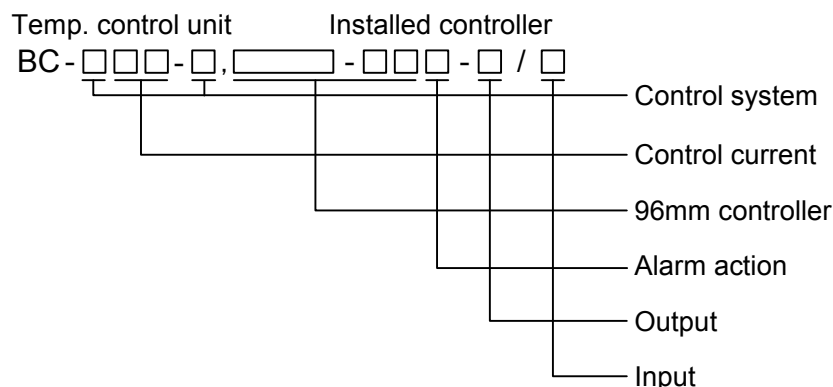 Temp. control unit Installed controller
BC-□□□-□,□-□□□-□/□
Control system
Control current
96mm controller
Alarm action
Output
Input